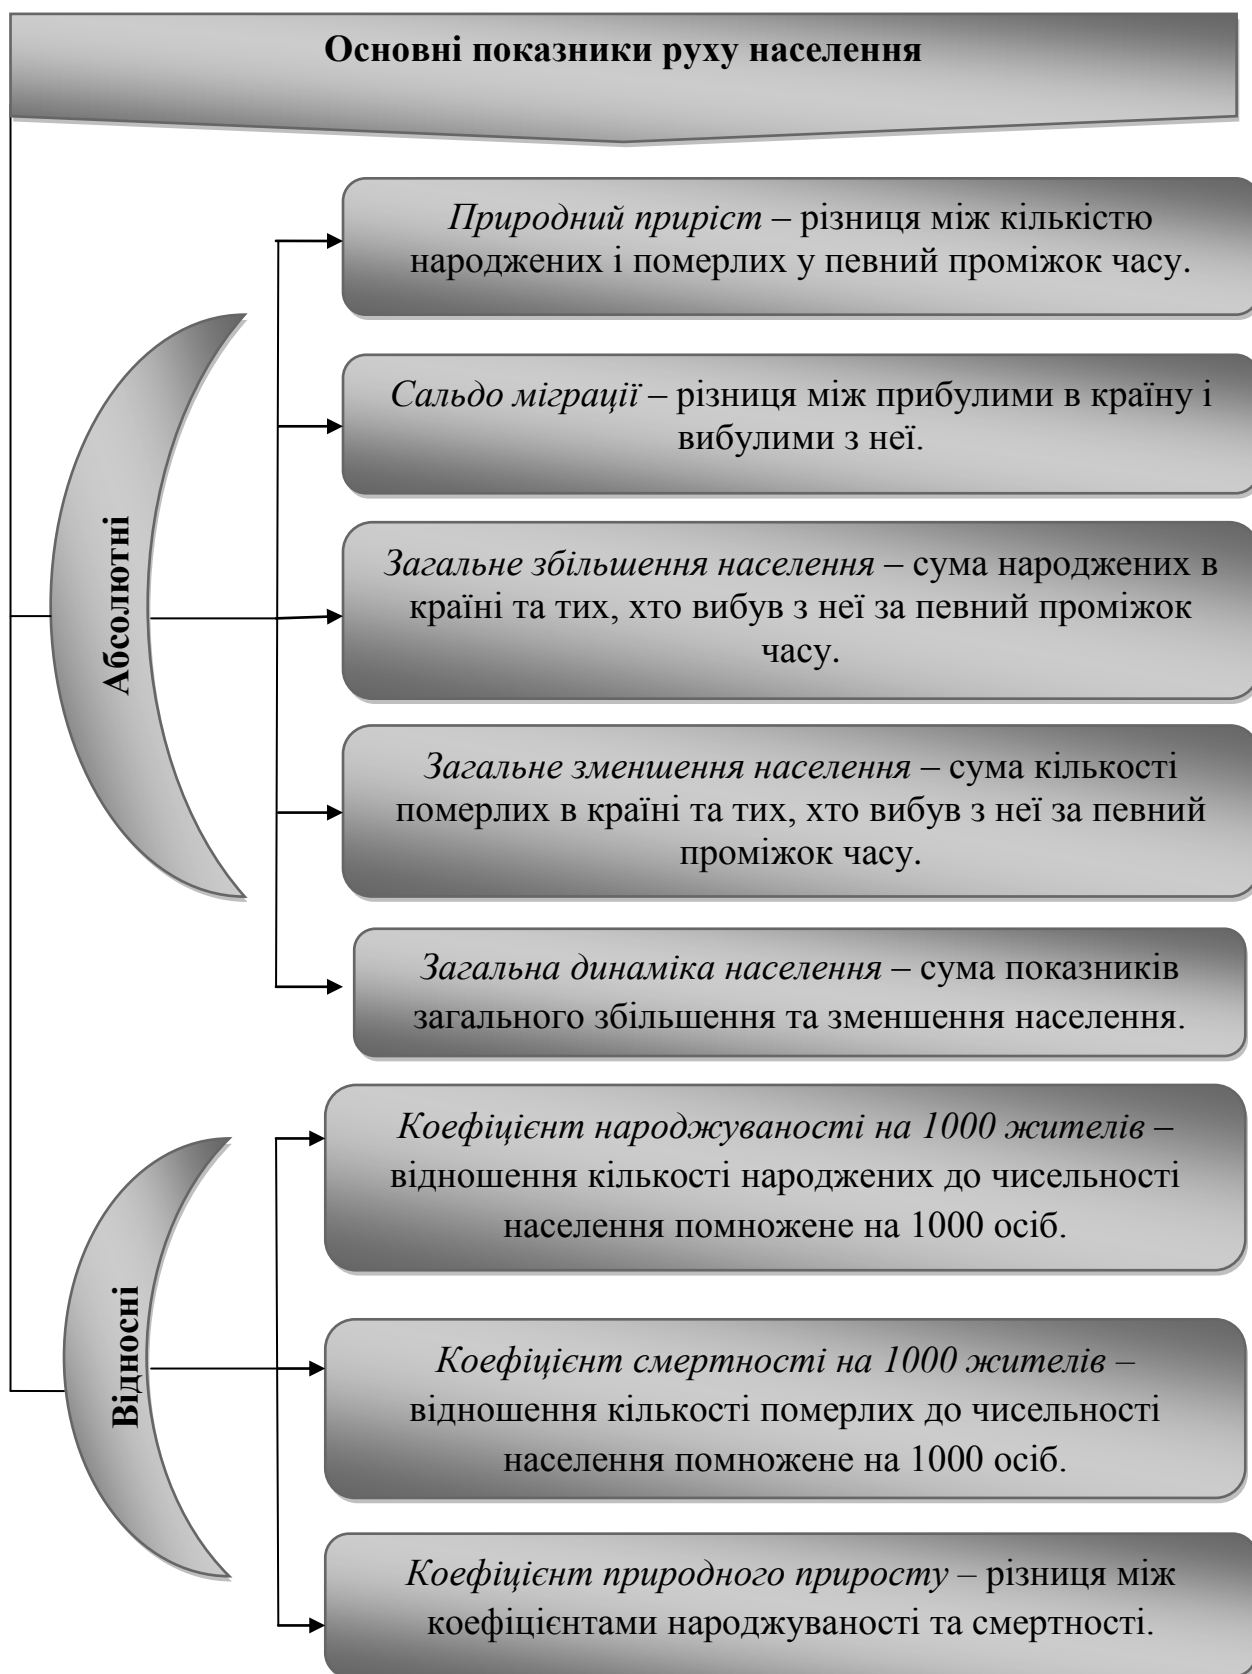 Основні показники руху населення
Природний приріст – різниця між кількістю
народжених і померлих у певний проміжок часу.
Сальдо міграції – різниця між прибулими в країну і
вибулими з неї.
Абсолютні
Загальне збільшення населення – сума народжених в
країні та тих, хто вибув з неї за певний проміжок
часу.
Загальне зменшення населення – сума кількості
померлих в країні та тих, хто вибув з неї за певний
проміжок часу.
Загальна динаміка населення – сума показників
загального збільшення та зменшення населення.
Відносні
Коефіцієнт народжуваності на 1000 жителів –
відношення кількості народжених до чисельності
населення помножене на 1000 осіб.
Коефіцієнт смертності на 1000 жителів –
відношення кількості померлих до чисельності
населення помножене на 1000 осіб.
Коефіцієнт природного приросту – різниця між
коефіцієнтами народжуваності та смертності.